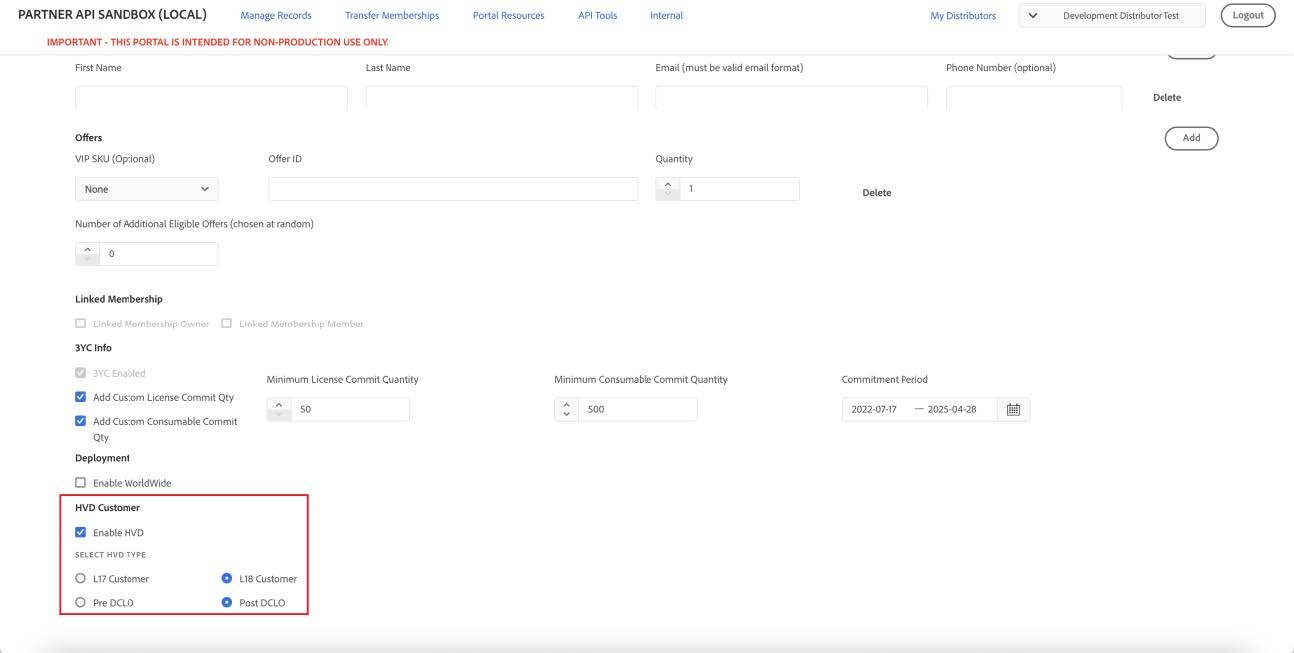 PARTNER API SANDBOX (LOCAL) Manage Records Transfer Memberships Portal Resources API Tools Internal My Distributors Development Distributor Test Logout
IMPORTANT - THIS PORTAL IS INTENDED FOR NON-PRODUCTION USE ONLY.
First Name Last Name Email (must be valid email format) Phone Number (optional)
Delete
Offers Add
VIP SKU (Optional) Offer ID Quantity
None 1 Delete
Number of Additional Eligible Offers (chosen at random)
0
Linked Membership
Linked Membership Owner Linked Membership Member
3YC Info
3YC Enabled Minimum License Commit Quantity Minimum Consumable Commit Quantity Commitment Period
Add Custom License Commit Qty 50 500 2022-07-17 — 2025-04-28
Add Custom Consumable Commit
Qty
Deployment
Enable WorldWide
HVD Customer
Enable HVD
SELECT HVD TYPE
L17 Customer L18 Customer
Pre DCLO Post DCLO